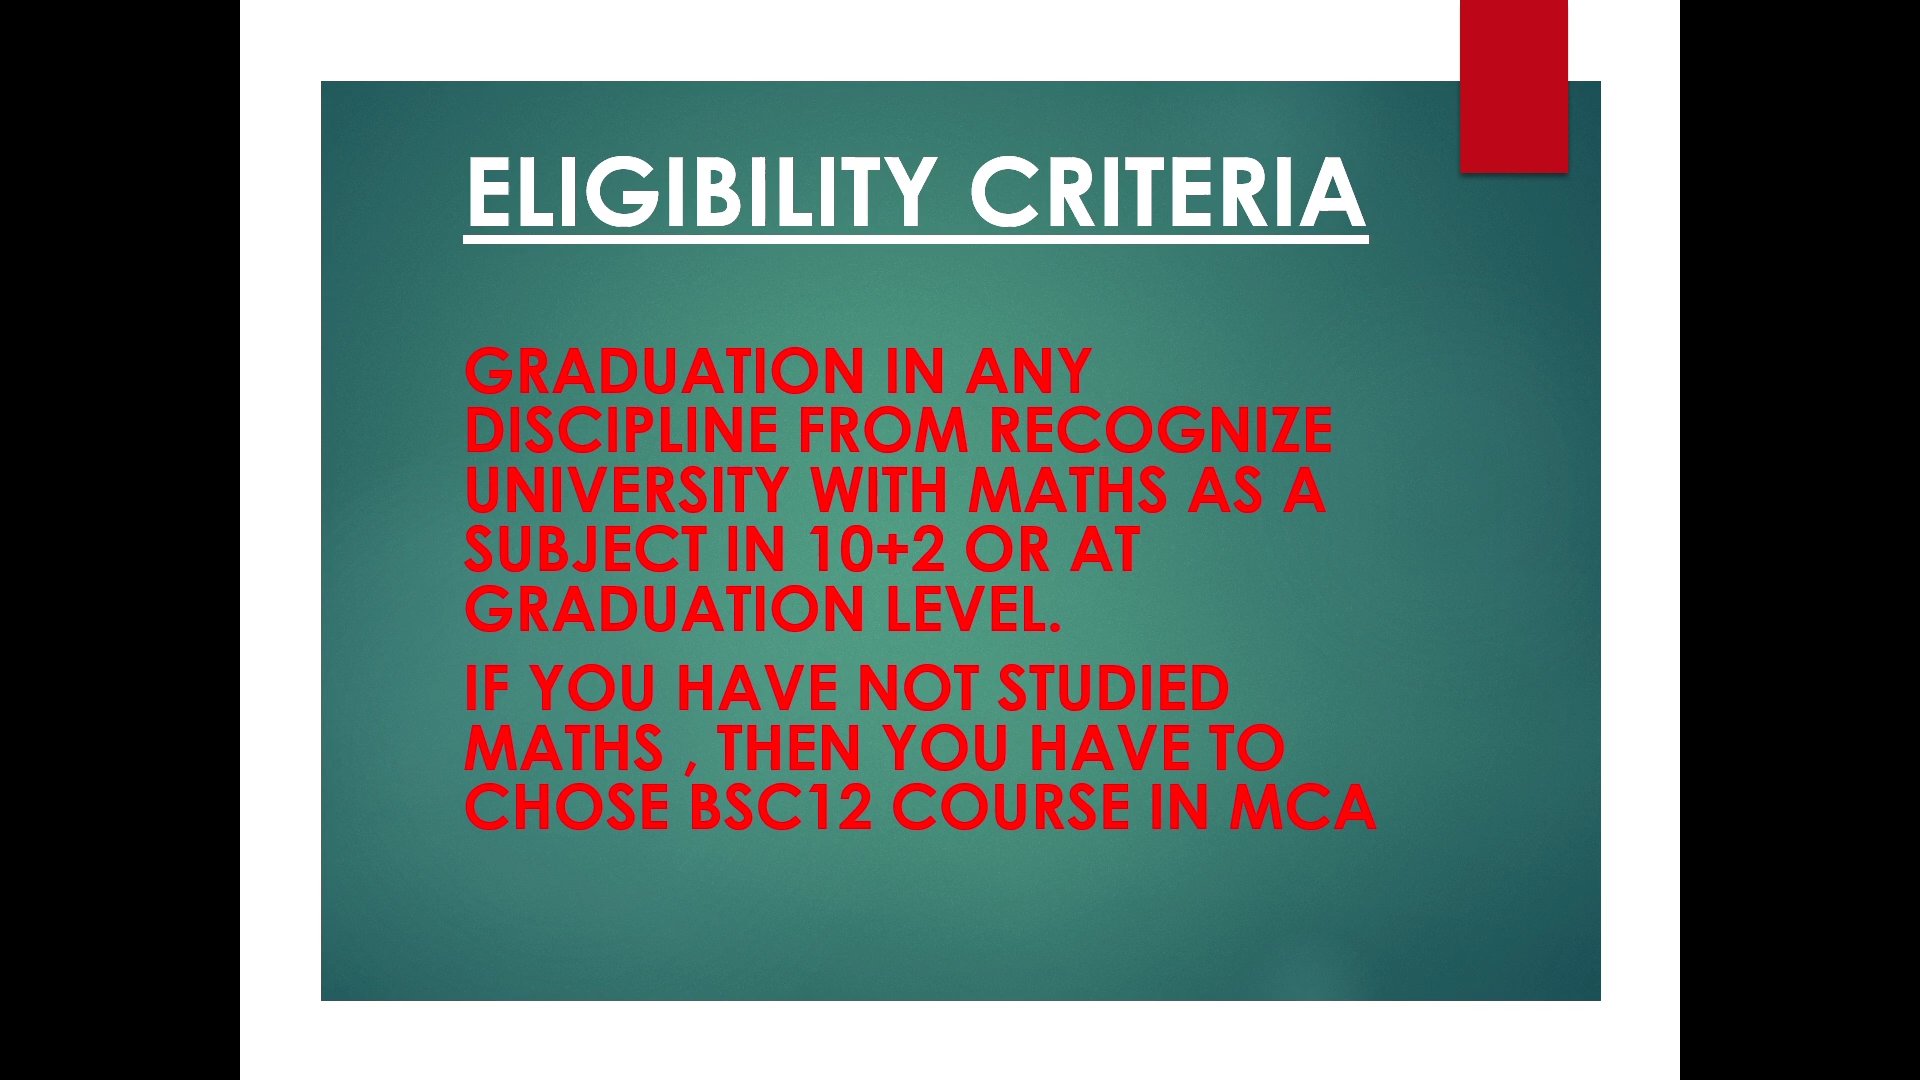 ELIGIBILITY CRITERIA
GRADUATION IN ANY
DISCIPLINE FROM RECOGNIZE
UNIVERSITY WITH MATHS AS A
SUBJECT IN 10+2 OR AT
GRADUATION LEVEL.
IF YOU HAVE NOT STUDIED
MATHS , THEN YOU HAVE TO
CHOSE BSC12 COURSE IN MCA